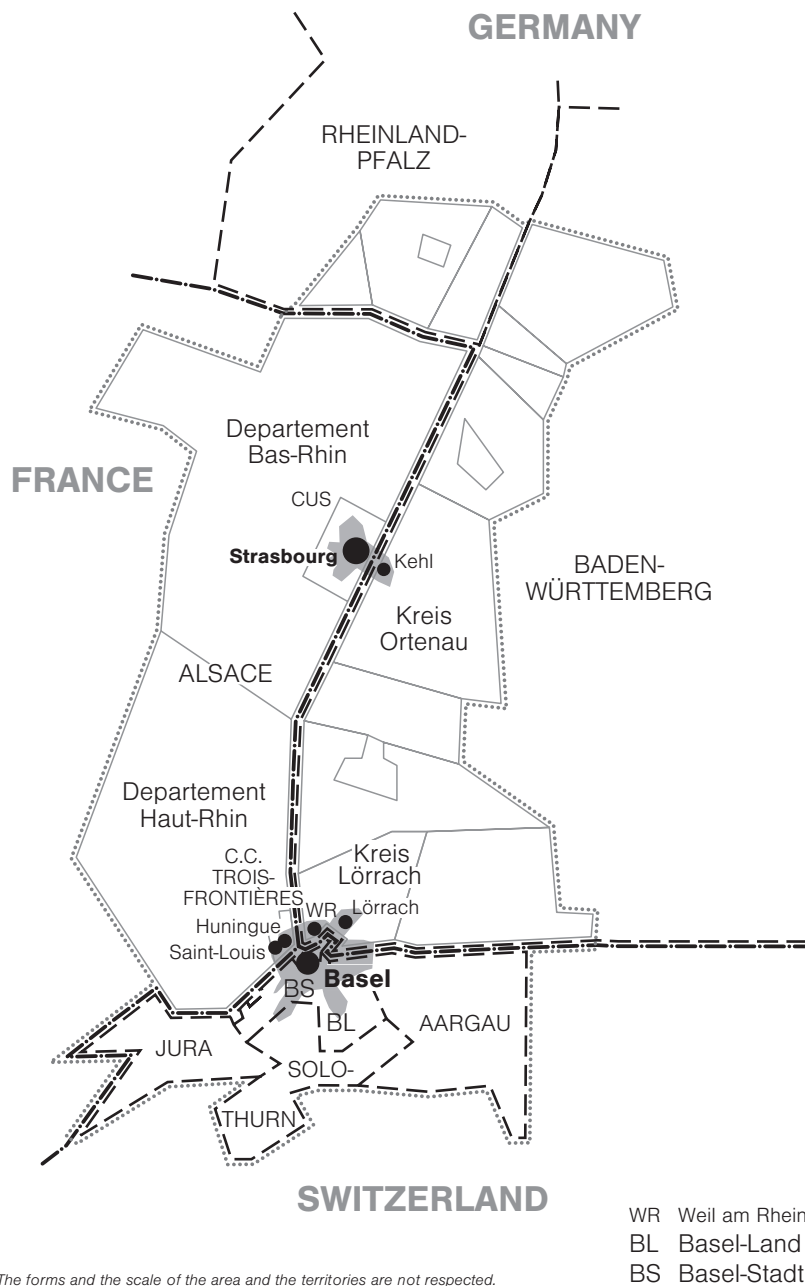 GERMANY
RHEINLAND-
PFALZ
Departement
Bas-Rhin
FRANCE
CUS
Strasbourg
Kehl
BADEN-
WÜRTTEMBERG
Kreis
Ortenau
ALSACE
Departement
Haut-Rhin
Kreis
Lörrach
C.C.
TROIS-
FRONTIÈRES
WR
Lörrach
Huningue
Saint-Louis
Basel
BS
BL
AARGAU
JURA
SOLO-
THURN
SWITZERLAND
WR Weil am Rhein
BL Basel-Land
BS Basel-Stadt
The forms and the scale of the area and the territories are not respected.